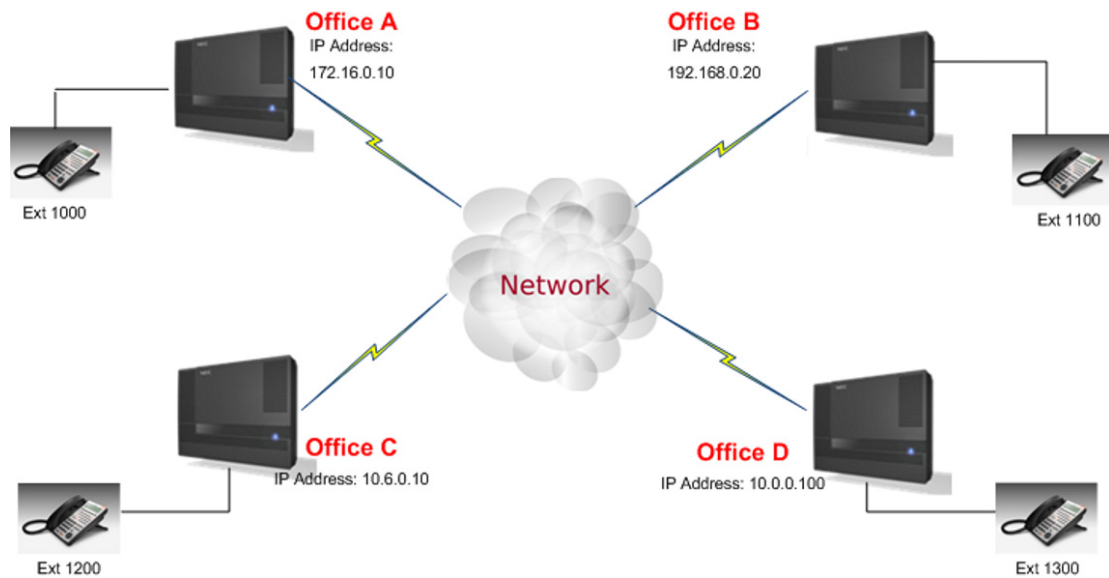 Office A
IP Address:
172.16.0.10
Ext 1000
Office B
IP Address:
192.168.0.20
Ext 1100
Network
Office C
IP Address: 10.6.0.10
Ext 1200
Office D
IP Address: 10.0.0.100
Ext 1300